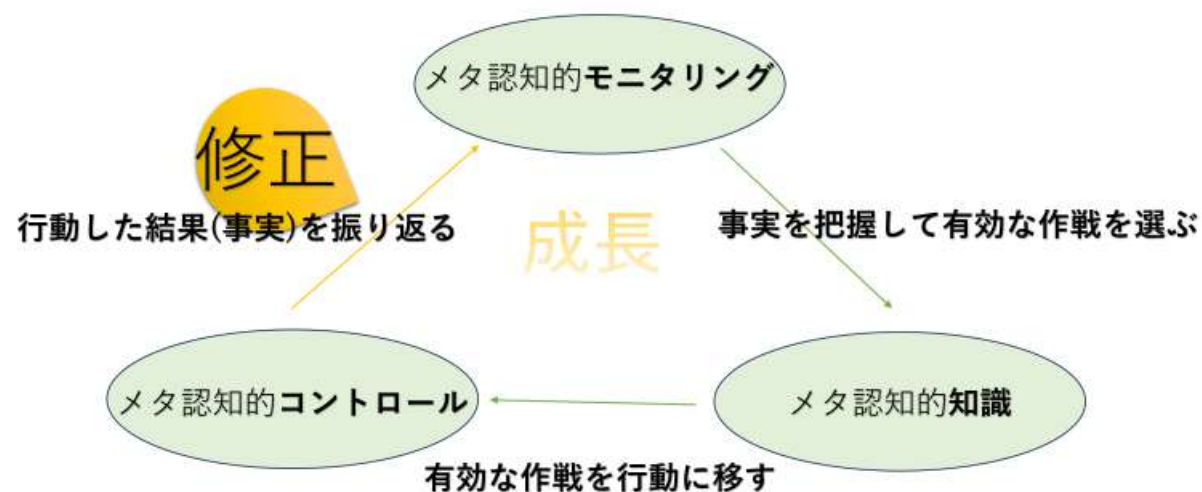 メタ認知的モニタリング
修正
行動した結果(事実)を振り返る
成長
事実を把握して有効な作戦を選ぶ
メタ認知的コントロール
メタ認知的知識
有効な作戦を行動に移す